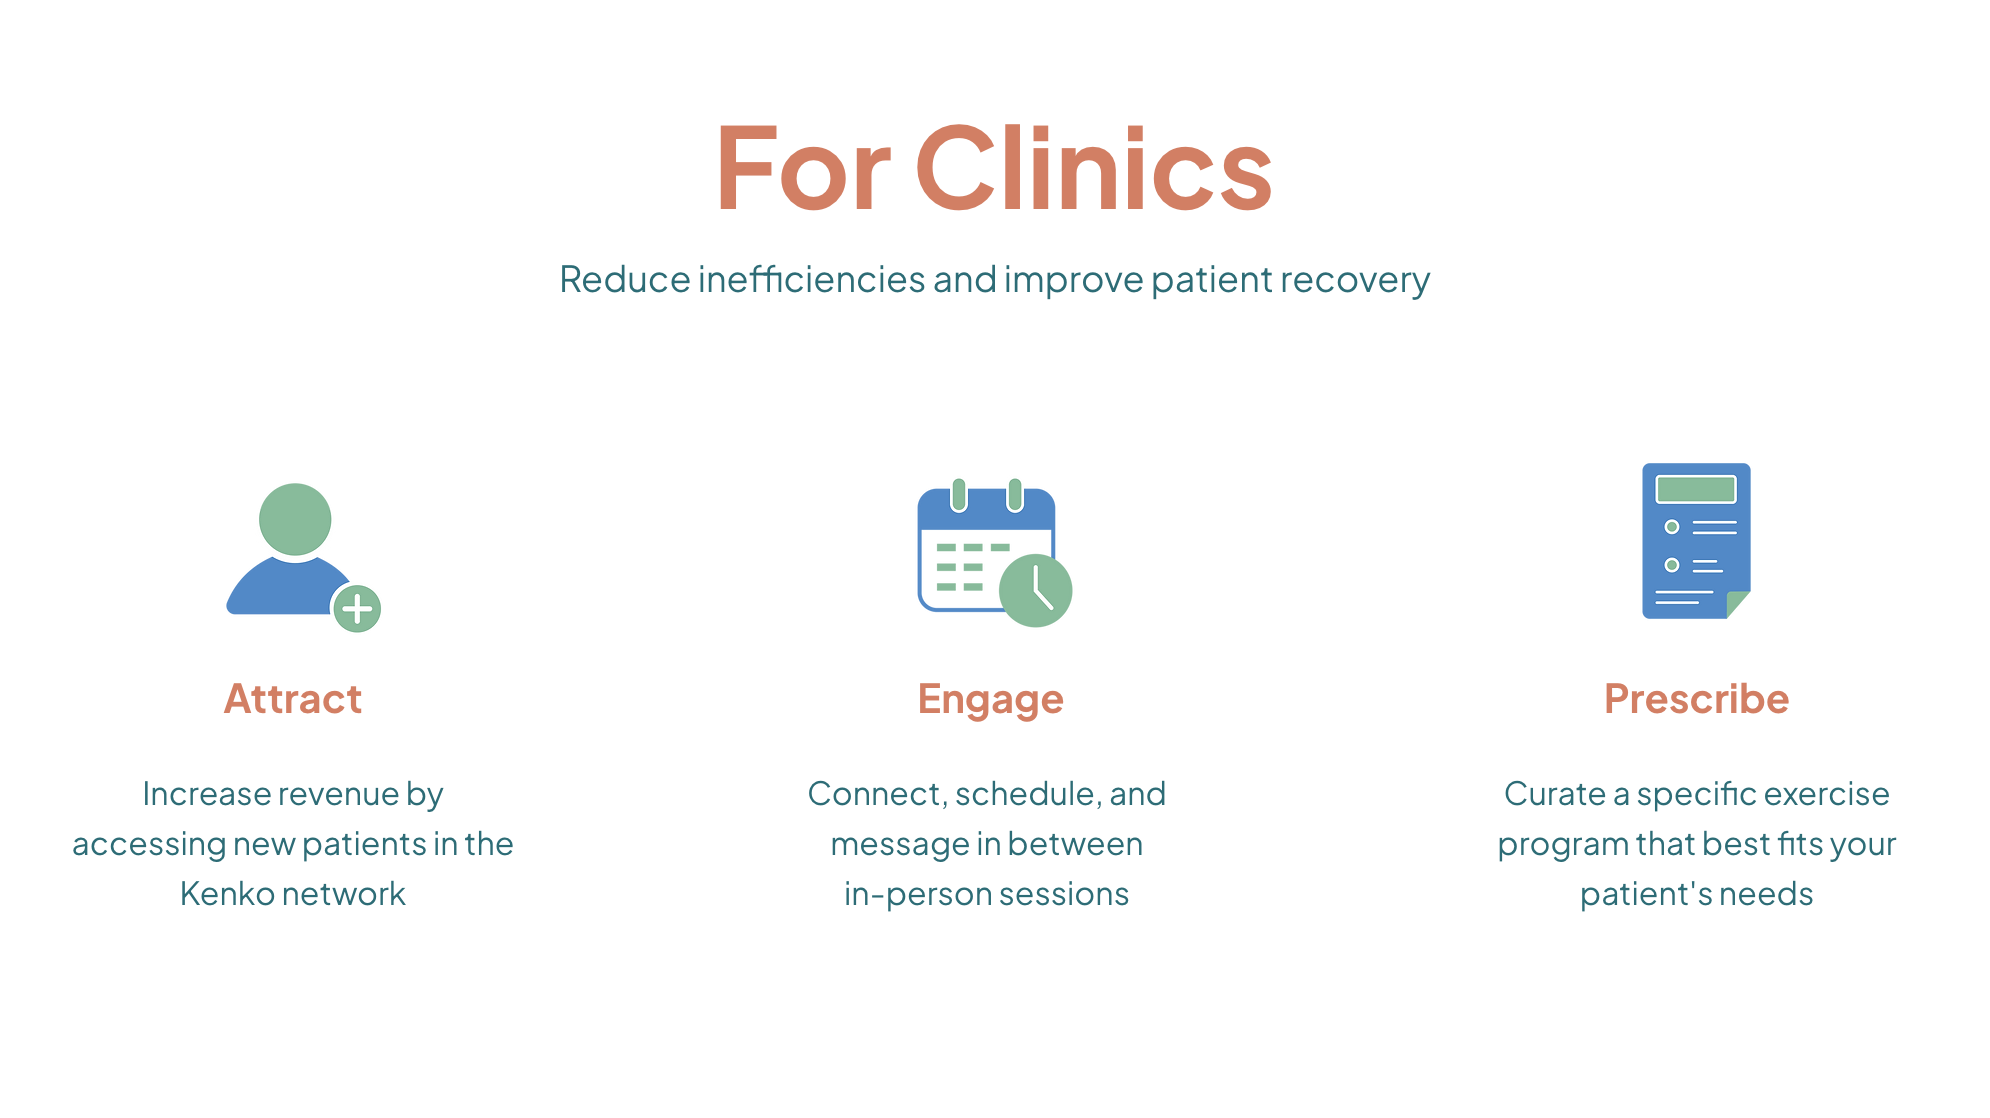 For Clinics
Reduce inefficiencies and improve patient recovery
Attract
Increase revenue by
accessing new patients in the
Kenko network
Engage
Connect, schedule, and
message in between
in-person sessions
Prescribe
Curate a specific exercise
program that best fits your
patient's needs